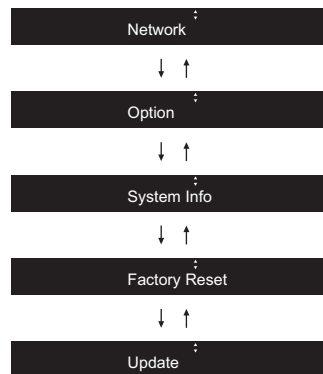 Network
Option
System Info
Factory Reset
Update